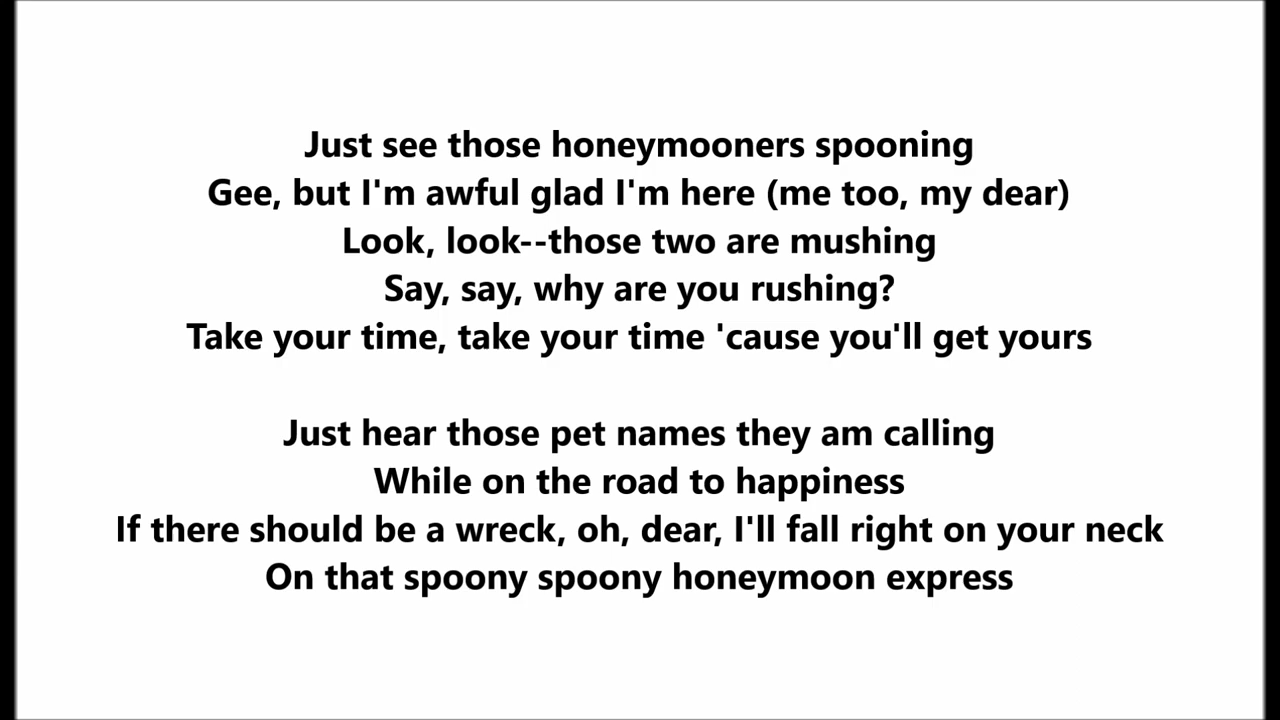 Just see those honeymooners spooning
Gee, but I'm awful glad I'm here (me too, my dear)
Look, look--those two are mushing
Say, say, why are you rushing?
Take your time, take your time 'cause you'll get yours
Just hear those pet names they am calling
While on the road to happiness
If there should be a wreck, oh, dear, I'll fall right on your neck
On that spoony spoony honeymoon express